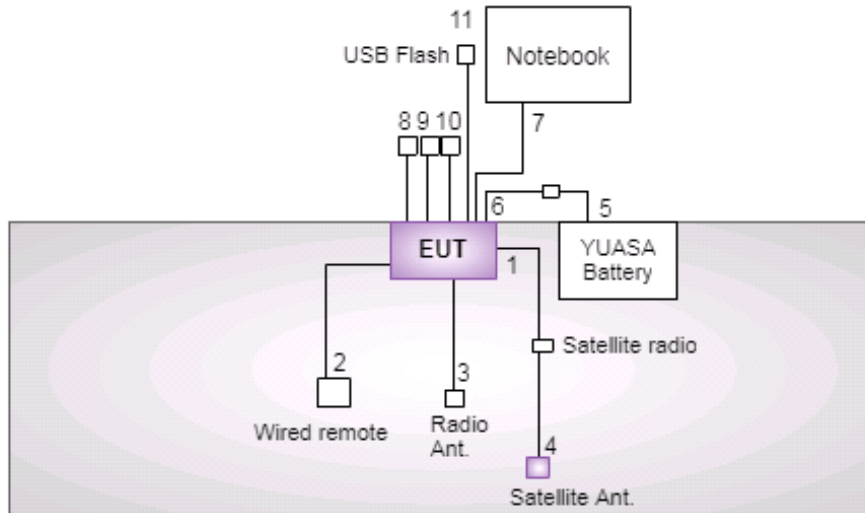 11
USB Flash
Notebook
8 9 10
7
6
5
EUT
1
YUASA
Battery
Satellite radio
2
3
Wired remote
Radio
Ant.
4
Satellite Ant.